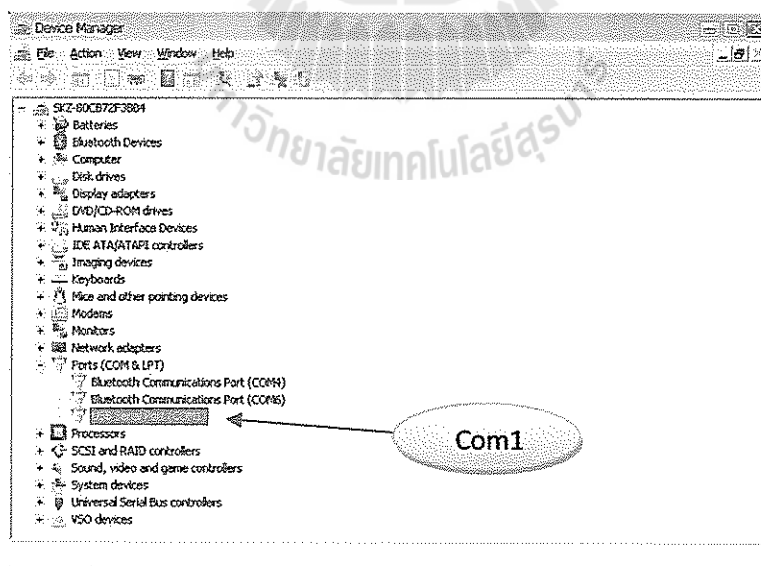 Device Manager
File Action View Window Help
SKZ-80CB72F3B84
Batteries
Bluetooth Devices
Computer
Disk drives
Display adapters
DVD/CD-ROM drives
Human Interface Devices
IDE ATA/ATAPI controllers
Imaging devices
Keyboards
Mice and other pointing devices
Modems
Monitors
Network adapters
Ports (COM & LPT)
Bluetooth Communications Port (COM4)
Bluetooth Communications Port (COM6)
Com1
Processors
SCSI and RAID controllers
Sound, video and game controllers
System devices
Universal Serial Bus controllers
VSO devices